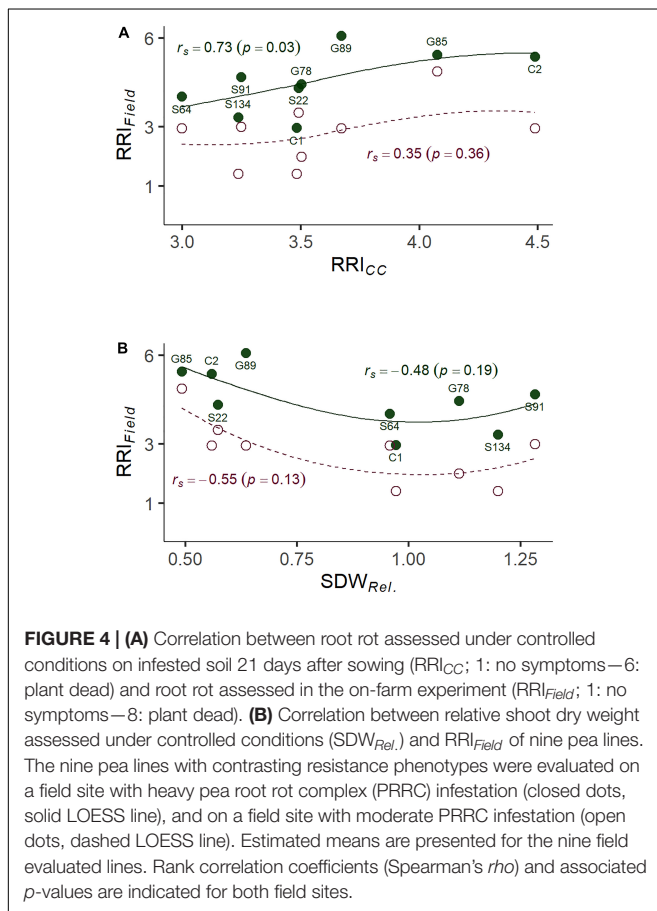 A
6
3
1
RRI_Field
r_s = 0.73 (p = 0.03)
G89
G85
C2
G78
S91
S22
S64
S134
C1
r_s = 0.35 (p = 0.36)
3.0 3.5 4.0 4.5
RRI_CC
B
6
3
1
RRI_Field
G85
C2
G89
r_s = −0.48 (p = 0.19)
G78
S22
S64
S91
C1
S134
r_s = −0.55 (p = 0.13)
0.50 0.75 1.00 1.25
SDW_Rel.
FIGURE 4 | (A) Correlation between root rot assessed under controlled
conditions on infested soil 21 days after sowing (RRI_CC; 1: no symptoms—6:
plant dead) and root rot assessed in the on-farm experiment (RRI_Field; 1: no
symptoms—8: plant dead). (B) Correlation between relative shoot dry weight
assessed under controlled conditions (SDW_Rel.) and RRI_Field of nine pea lines.
The nine pea lines with contrasting resistance phenotypes were evaluated on
a field site with heavy pea root rot complex (PRRC) infestation (closed dots,
solid LOESS line), and on a field site with moderate PRRC infestation (open
dots, dashed LOESS line). Estimated means are presented for the nine field
evaluated lines. Rank correlation coefficients (Spearman's rho) and associated
p-values are indicated for both field sites.